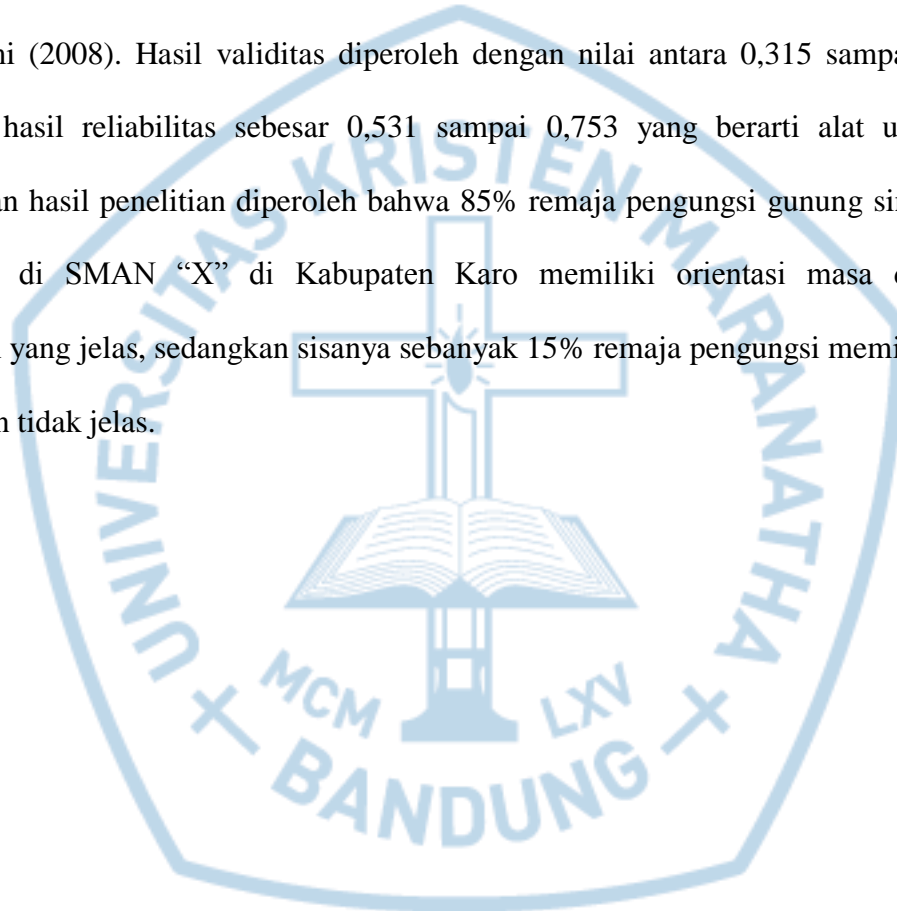 ni (2008). Hasil validitas diperoleh dengan nilai antara 0,315 sampa
hasil reliabilitas sebesar 0,531 sampai 0,753 yang berarti alat u
an hasil penelitian diperoleh bahwa 85% remaja pengungsi gunung sin
di SMAN “X” di Kabupaten Karo memiliki orientasi masa d
yang jelas, sedangkan sisanya sebanyak 15% remaja pengungsi memi
n tidak jelas.
UNIVERSITAS KRISTEN MARANATHA
MCM LXV
BANDUNG